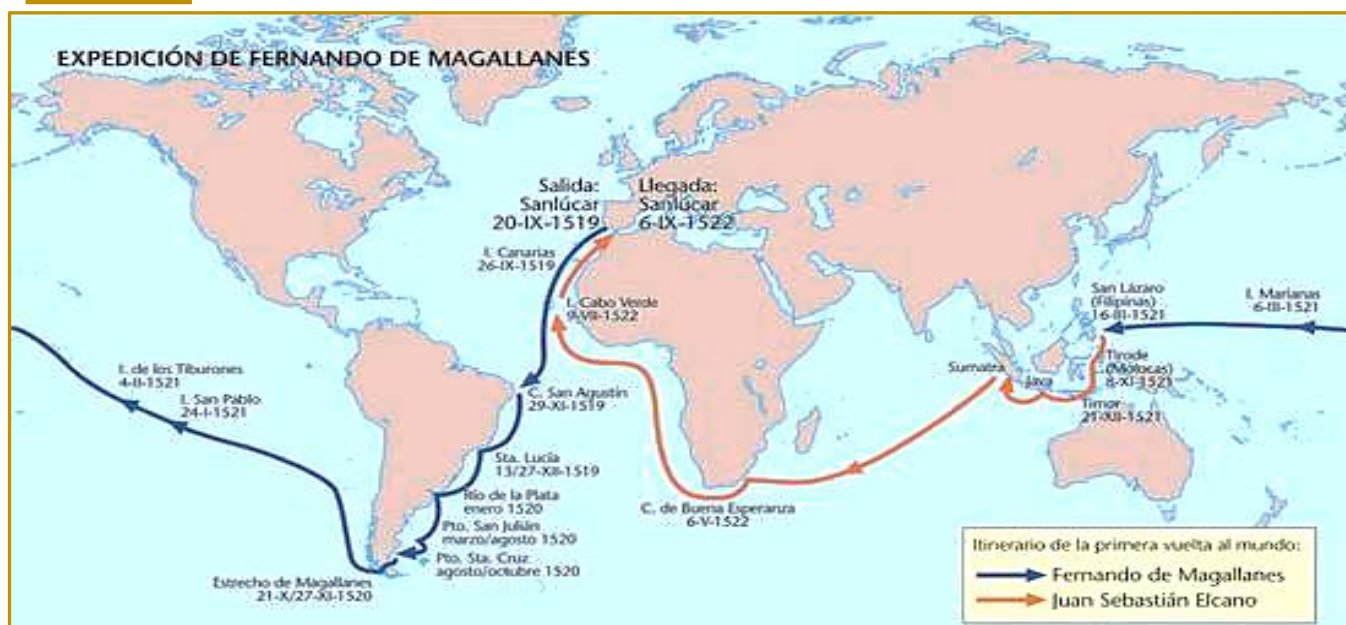 EXPEDICIÓN DE FERNANDO DE MAGALLANES
Salida:
Sanlúcar
20-IX-1519
Llegada:
Sanlúcar
6-IX-1522
I. Canarias
26-IX-1519
I. Cabo Verde
9-VII-1522
San Lázaro
(Filipinas)
16-III-1521
I. Marianas
6-III-1521
I. de los Tiburones
4-II-1521
I. San Pablo
24-I-1521
C. San Agustín
29-XI-1519
Sumatra
Java
Tirode
(Molocas)
8-XI-1521
Timor
21-XII-1521
Sta. Lucía
13/27-XII-1519
Río de la Plata
enero 1520
C. de Buena Esperanza
6-V-1522
Pto. San Julián
marzo/agosto 1520
Pto. Sta. Cruz
agosto/octubre 1520
Estrecho de Magallanes
21-X/27-XI-1520
Itinerario de la primera vuelta al mundo:
Fernando de Magallanes
Juan Sebastián Elcano